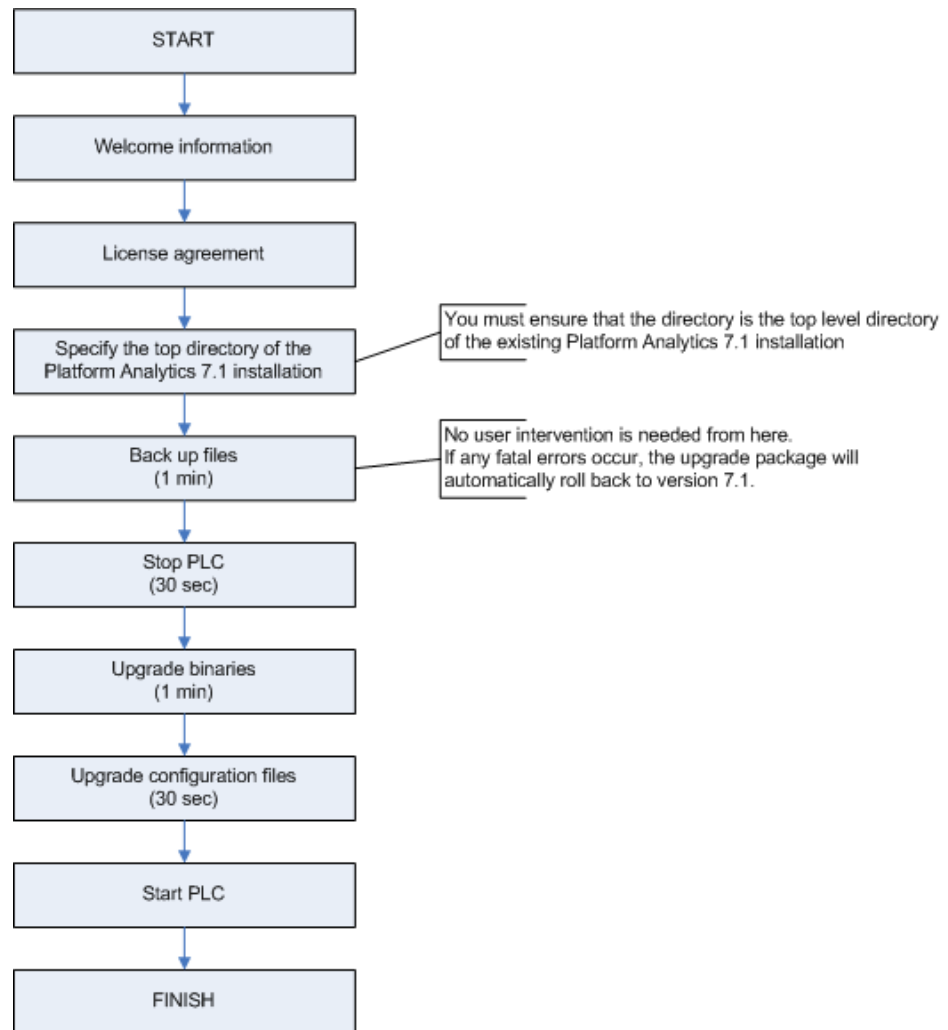 START
Welcome information
License agreement
Specify the top directory of the
Platform Analytics 7.1 installation
You must ensure that the directory is the top level directory
of the existing Platform Analytics 7.1 installation
Back up files
(1 min)
No user intervention is needed from here.
If any fatal errors occur, the upgrade package will
automatically roll back to version 7.1.
Stop PLC
(30 sec)
Upgrade binaries
(1 min)
Upgrade configuration files
(30 sec)
Start PLC
FINISH